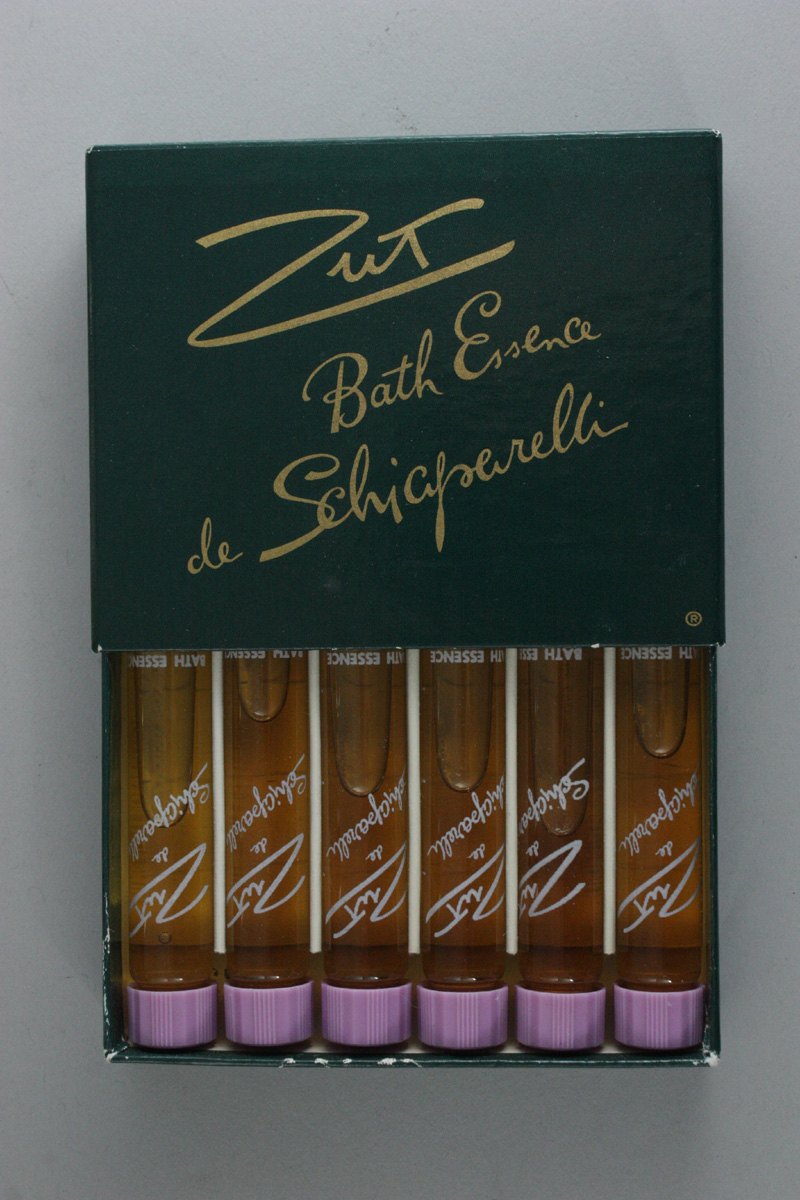 Zut
Bath Essence
de Schiaparelli
®
BATH ESSENCE
Schiaparelli
de
Zut
BATH ESSENCE
Schiaparelli
de
Zut
BATH ESSENCE
Schiaparelli
de
Zut
BATH ESSENCE
Schiaparelli
de
Zut
BATH ESSENCE
Schiaparelli
de
Zut
BATH ESSENCE
Schiaparelli
de
Zut